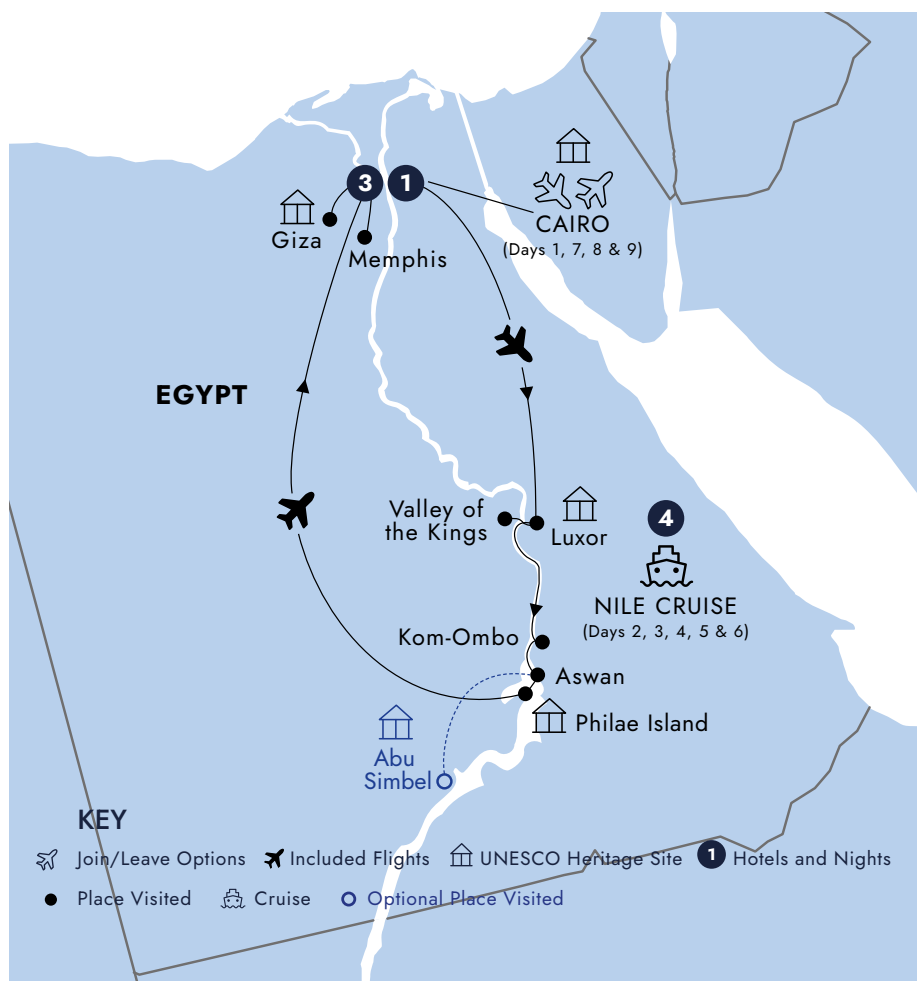 3
1
CAIRO
(Days 1, 7, 8 & 9)
Giza
Memphis
EGYPT
Valley of
the Kings
Luxor
4
NILE CRUISE
(Days 2, 3, 4, 5 & 6)
Kom-Ombo
Aswan
Philae Island
Abu
Simbel
KEY
Join/Leave Options
Included Flights
UNESCO Heritage Site
1
Hotels and Nights
Place Visited
Cruise
Optional Place Visited